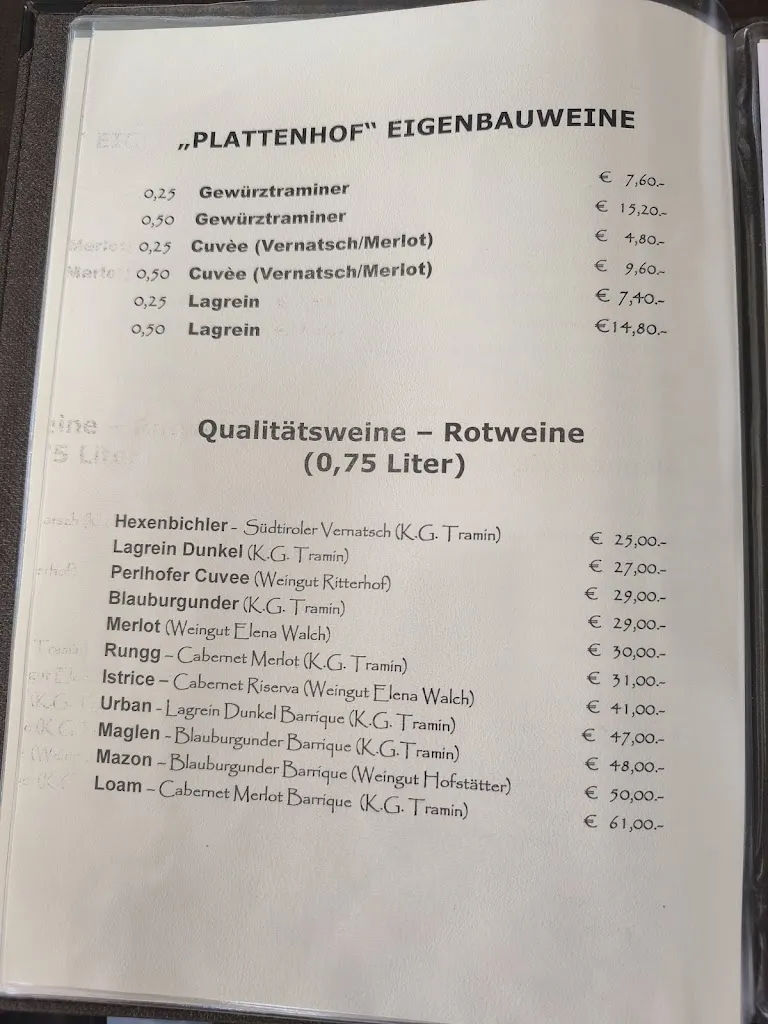 „PLATTENHOF“ EIGENBAUWEINE
0,25 Gewürztraminer € 7,60.-
0,50 Gewürztraminer € 15,20.-
0,25 Cuvèe (Vernatsch/Merlot) € 4,80.-
0,50 Cuvèe (Vernatsch/Merlot) € 9,60.-
0,25 Lagrein € 7,40.-
0,50 Lagrein €14,80.-
Qualitätsweine – Rotweine
(0,75 Liter)
Hexenbichler - Südtiroler Vernatsch (K.G. Tramin) € 25,00.-
Lagrein Dunkel (K.G. Tramin) € 27,00.-
Perlhofer Cuvee (Weingut Ritterhof) € 29,00.-
Blauburgunder (K.G. Tramin) € 29,00.-
Merlot (Weingut Elena Walch) € 30,00.-
Rungg – Cabernet Merlot (K.G. Tramin) € 31,00.-
Istrice – Cabernet Riserva (Weingut Elena Walch) € 41,00.-
Urban - Lagrein Dunkel Barrique (K.G. Tramin) € 47,00.-
Maglen - Blauburgunder Barrique (K.G.Tramin) € 48,00.-
Mazon – Blauburgunder Barrique (Weingut Hofstätter) € 50,00.-
Loam – Cabernet Merlot Barrique (K.G. Tramin) € 61,00.-